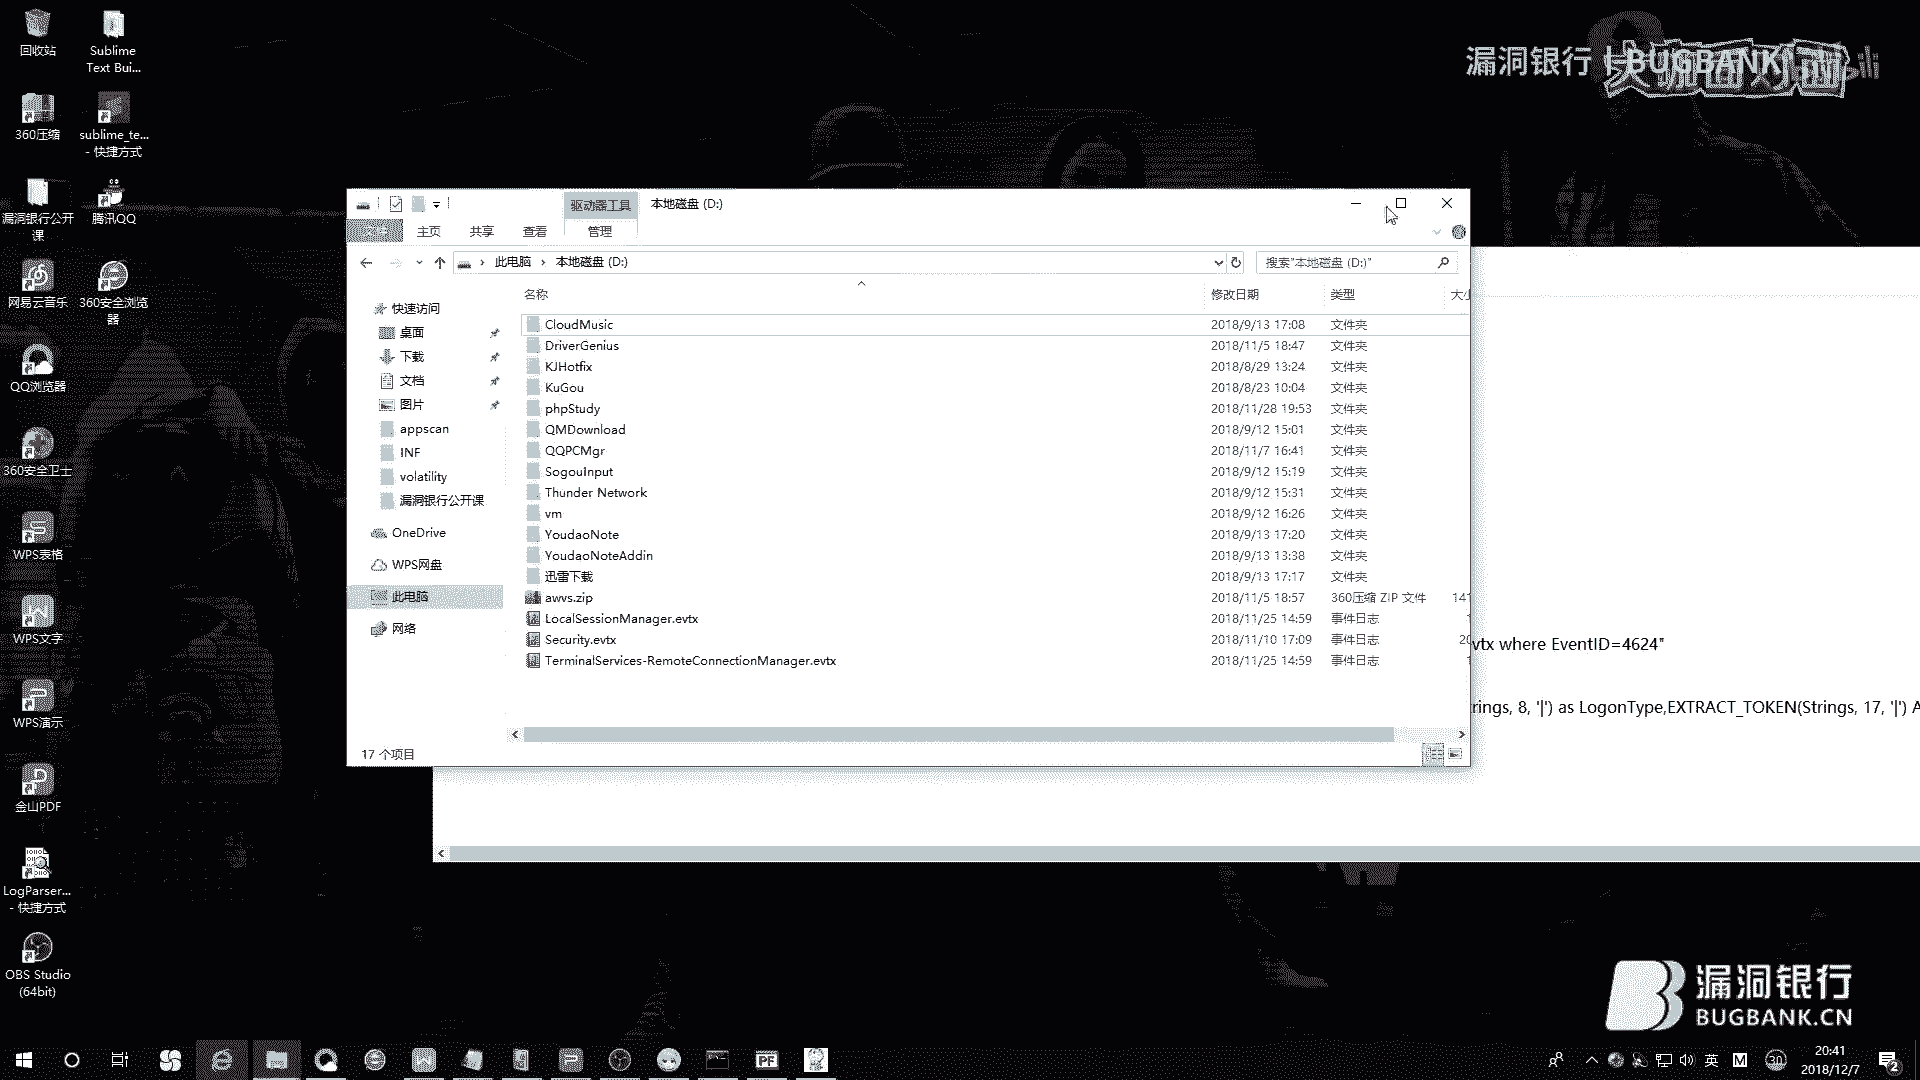 回收站
Sublime
Text Bui...
360压缩
sublime_te...
- 快捷方式
漏洞银行公开
课
腾讯QQ
网易云音乐
360安全浏览
器
QQ浏览器
360安全卫士
WPS表格
WPS文字
WPS演示
金山PDF
LogParser...
- 快捷方式
OBS Studio
(64bit)
漏洞银行 | BUGBANK
驱动器工具
本地磁盘 (D:)
文件
主页
共享
查看
管理
此电脑
本地磁盘 (D:)
搜索"本地磁盘 (D:)"
名称
修改日期
类型
快速访问
桌面
下载
文档
图片
appscan
INF
volatility
漏洞银行公开课
OneDrive
WPS网盘
此电脑
网络
CloudMusic 2018/9/13 17:08 文件夹
DriverGenius 2018/11/5 18:47 文件夹
KJHotfix 2018/8/29 13:24 文件夹
KuGou 2018/8/23 10:04 文件夹
phpStudy 2018/11/28 19:53 文件夹
QMDownload 2018/9/12 15:01 文件夹
QQPCMgr 2018/11/7 16:41 文件夹
SogouInput 2018/9/12 15:19 文件夹
Thunder Network 2018/9/12 15:31 文件夹
vm 2018/9/12 16:26 文件夹
YoudaoNote 2018/9/13 17:20 文件夹
YoudaoNoteAddin 2018/9/13 13:38 文件夹
迅雷下载 2018/9/13 17:17 文件夹
awvs.zip 2018/11/5 18:57 360压缩 ZIP 文件 141
LocalSessionManager.evtx 2018/11/25 14:59 事件日志
Security.evtx 2018/11/10 17:09 事件日志
TerminalServices-RemoteConnectionManager.evtx 2018/11/25 14:59 事件日志
17 个项目
vtx where EventID=4624"
rings, 8, '|') as LogonType,EXTRACT_TOKEN(Strings, 17, '|') A
漏洞银行
BUGBANK.CN
PF
英
M
30
20:41
2018/12/7
2